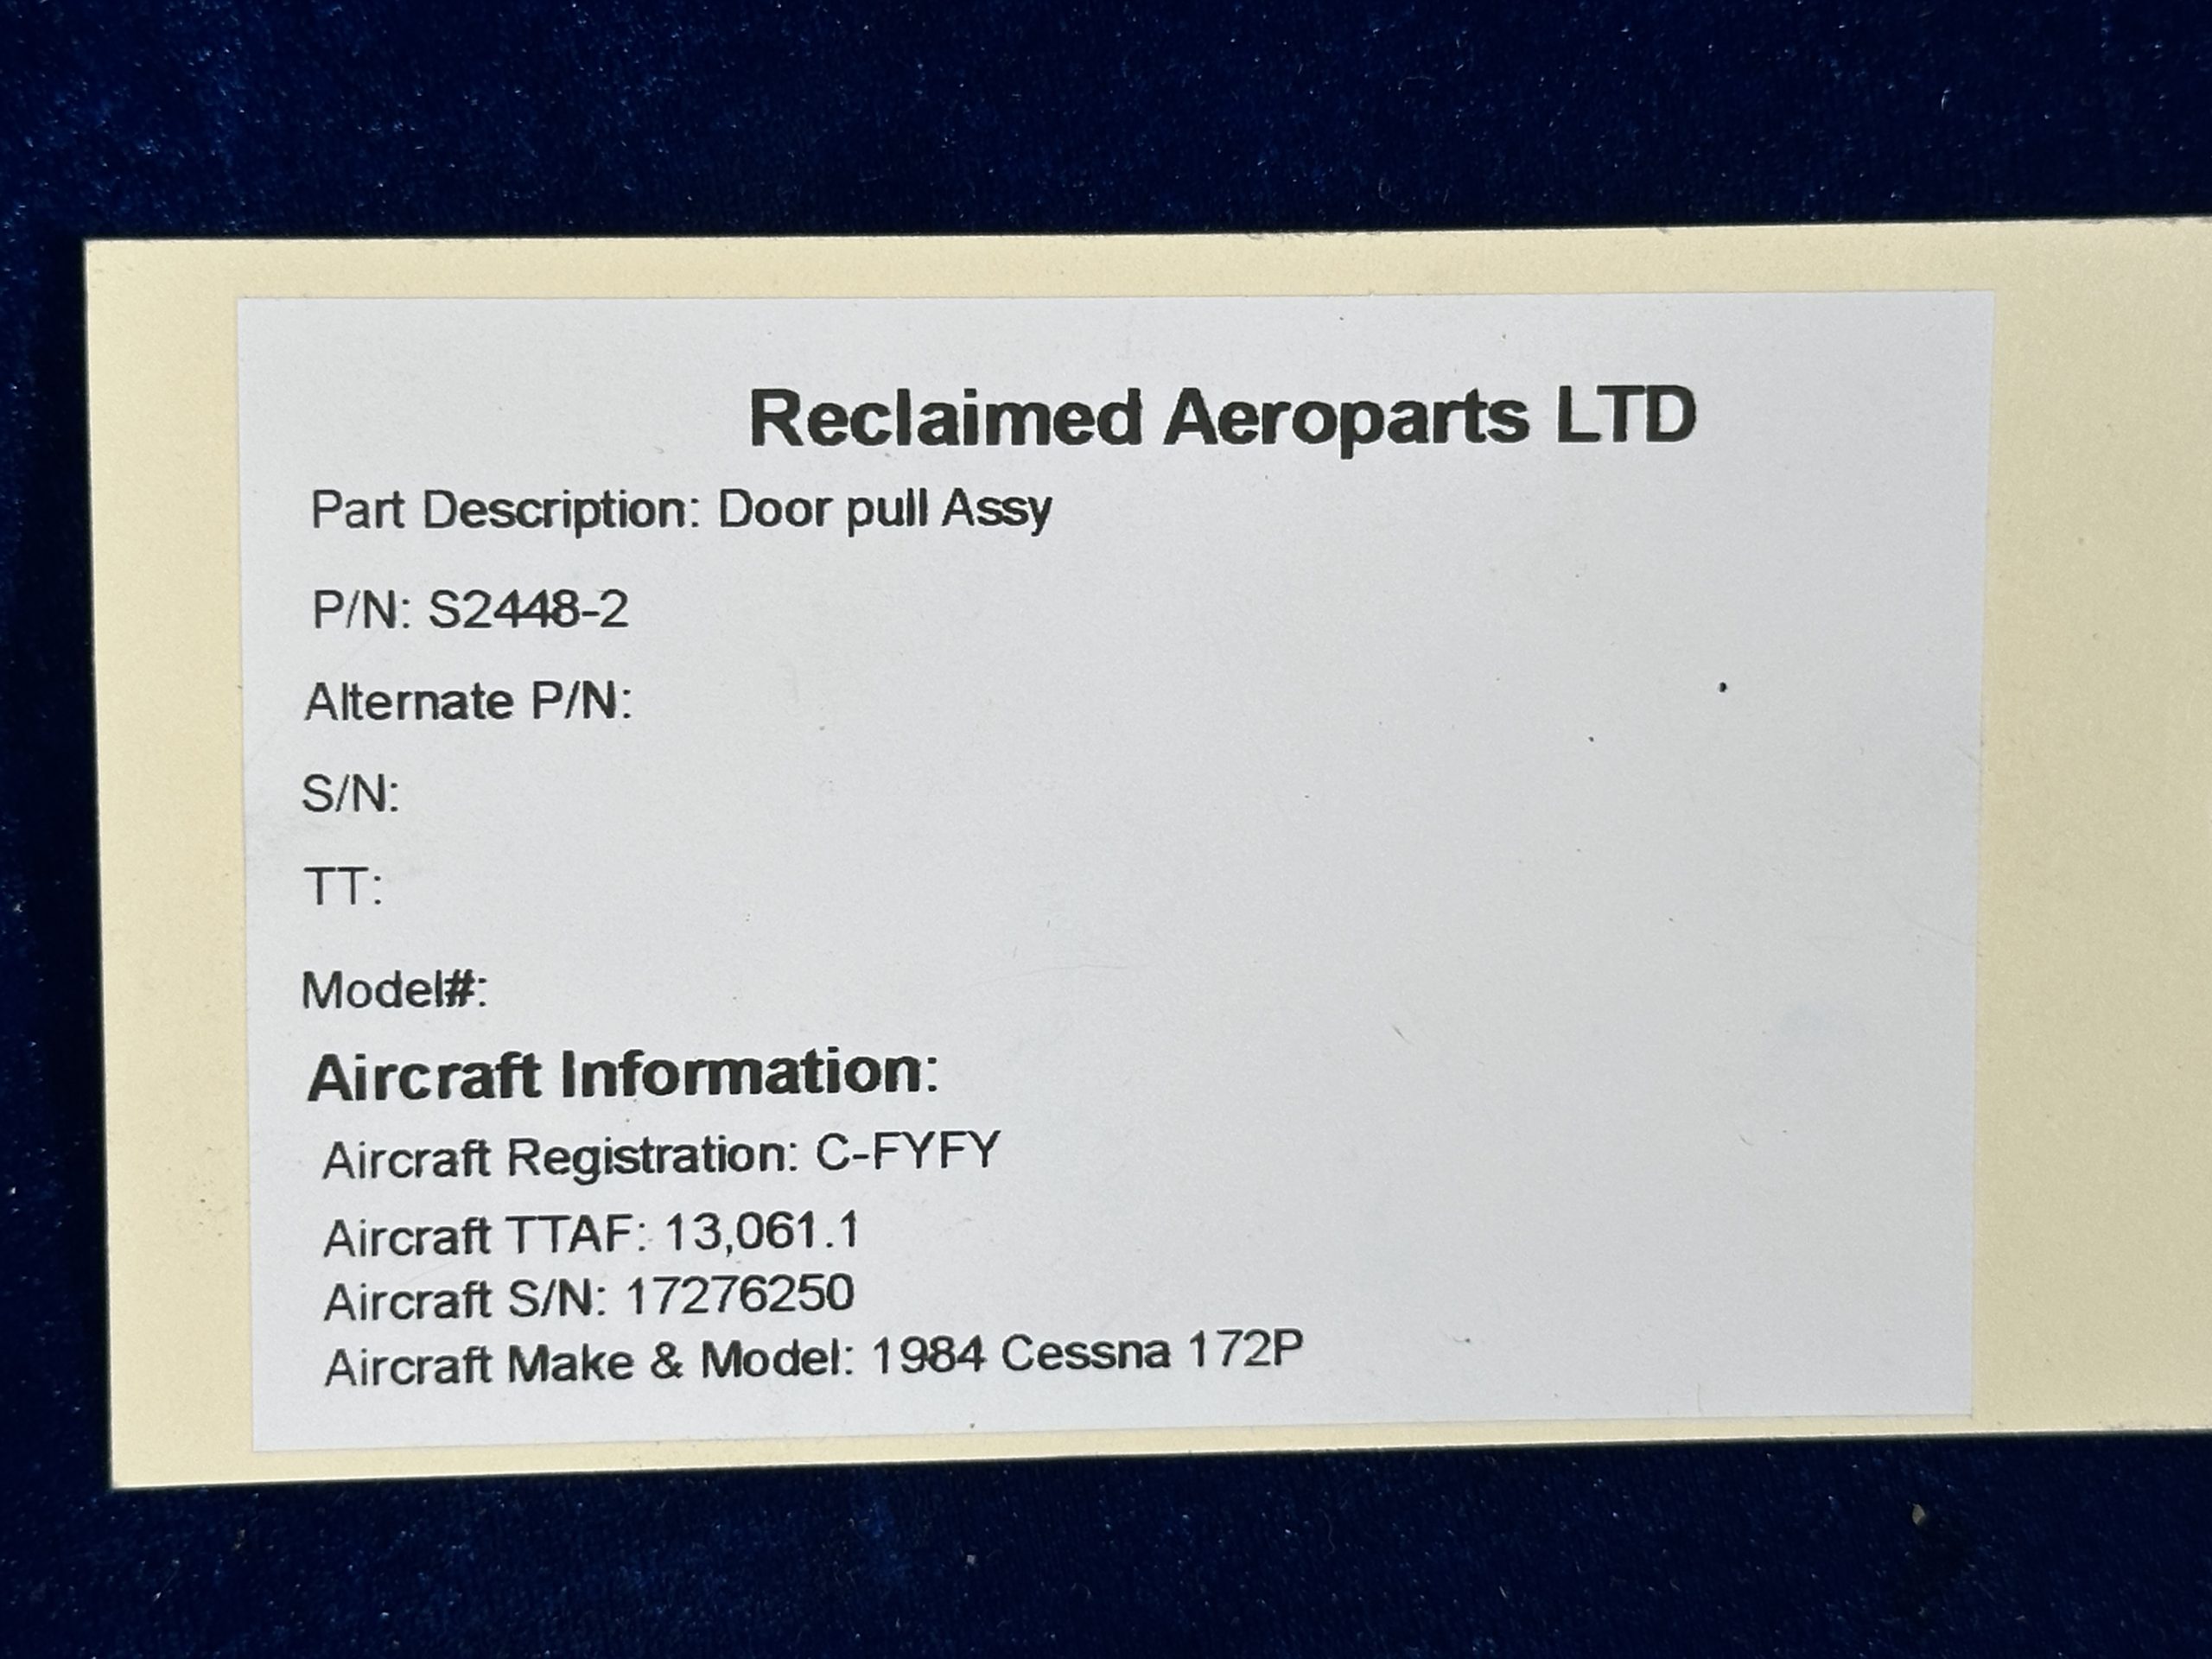 Reclaimed Aeroparts LTD
Part Description: Door pull Assy
P/N: S2448-2
Alternate P/N:
S/N:
TT:
Model#:
Aircraft Information:
Aircraft Registration: C-FYFY
Aircraft TTAF: 13,061.1
Aircraft S/N: 17276250
Aircraft Make & Model: 1984 Cessna 172P